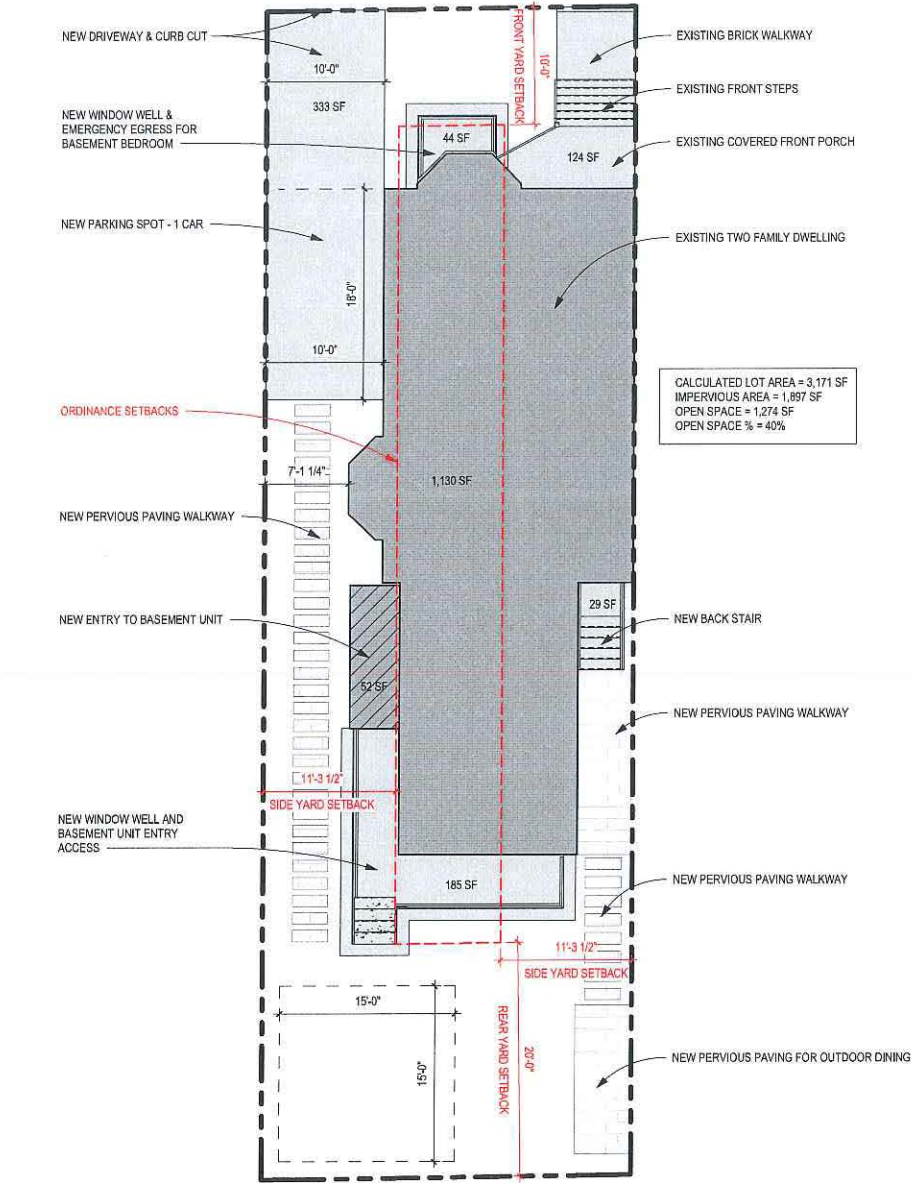 NEW DRIVEWAY & CURB CUT
10'-0"
333 SF
NEW WINDOW WELL &
EMERGENCY EGRESS FOR
BASEMENT BEDROOM
44 SF
FRONT YARD SETBACK
10'-0"
EXISTING BRICK WALKWAY
EXISTING FRONT STEPS
EXISTING COVERED FRONT PORCH
124 SF
NEW PARKING SPOT - 1 CAR
18'-0"
10'-0"
EXISTING TWO FAMILY DWELLING
CALCULATED LOT AREA = 3,171 SF
IMPERVIOUS AREA = 1,897 SF
OPEN SPACE = 1,274 SF
OPEN SPACE % = 40%
ORDINANCE SETBACKS
7'-1 1/4"
1,130 SF
NEW PERVIOUS PAVING WALKWAY
NEW ENTRY TO BASEMENT UNIT
52 SF
29 SF
NEW BACK STAIR
NEW PERVIOUS PAVING WALKWAY
11'-3 1/2"
SIDE YARD SETBACK
NEW WINDOW WELL AND
BASEMENT UNIT ENTRY
ACCESS
185 SF
NEW PERVIOUS PAVING WALKWAY
11'-3 1/2"
SIDE YARD SETBACK
15'-0"
15'-0"
REAR YARD SETBACK
20'-0"
NEW PERVIOUS PAVING FOR OUTDOOR DINING